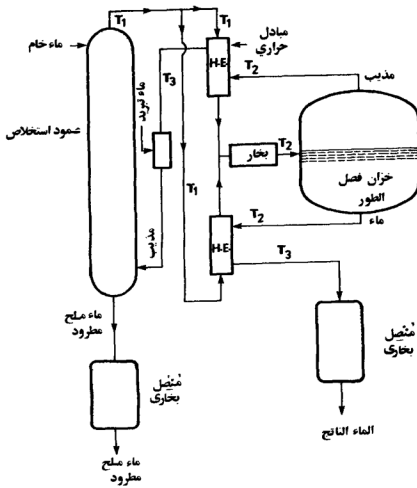 T₁
T₁
ماء خام
مبادل
حراري
H-E-
T₂
مذيب
T₃
ماء تبريد
عمود استخلاص
بخار
T₂
خزان فصل
الطور
T₁
ماء
T₂
H-E-
مذيب
T₃
ماء ملح
مطرود
مُنصِل
بخاري
مُنصِل
بخاري
الماء الناتج
ماء ملح
مطرود